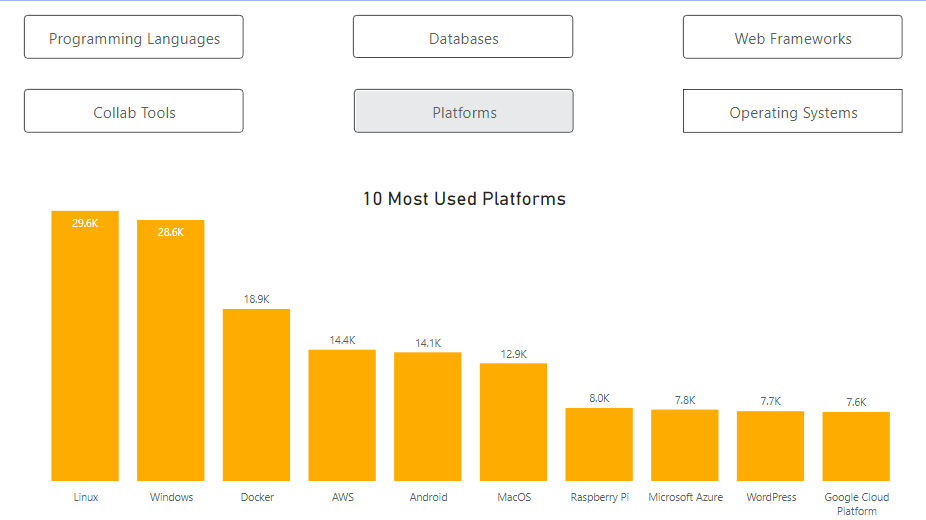 Programming Languages
Databases
Web Frameworks
Collab Tools
Platforms
Operating Systems
10 Most Used Platforms
29.6K
28.6K
18.9K
14.4K
14.1K
12.9K
8.0K
7.8K
7.7K
7.6K
Linux
Windows
Docker
AWS
Android
MacOS
Raspberry Pi
Microsoft Azure
WordPress
Google Cloud
Platform